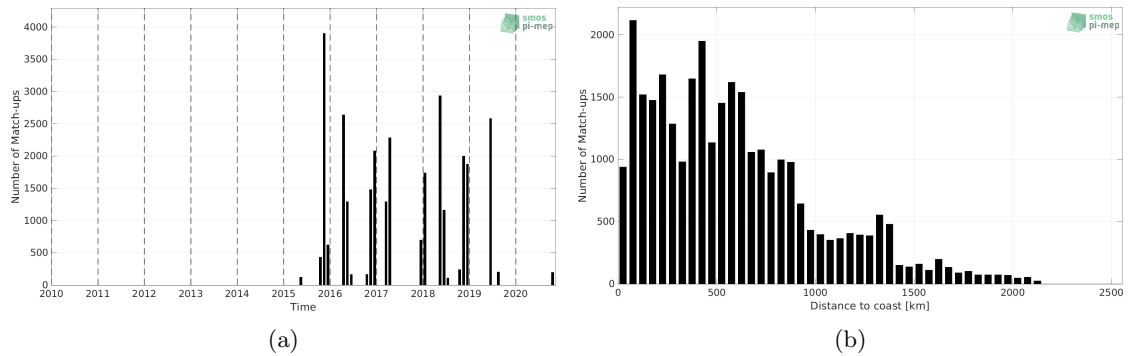 smos
pi-mep
4000
3500
3000
2500
2000
1500
1000
500
0
Number of Match-ups
2010 2011 2012 2013 2014 2015 2016 2017 2018 2019 2020
Time
(a)
smos
pi-mep
2000
1500
1000
500
0
Number of Match-ups
0 500 1000 1500 2000 2500
Distance to coast [km]
(b)